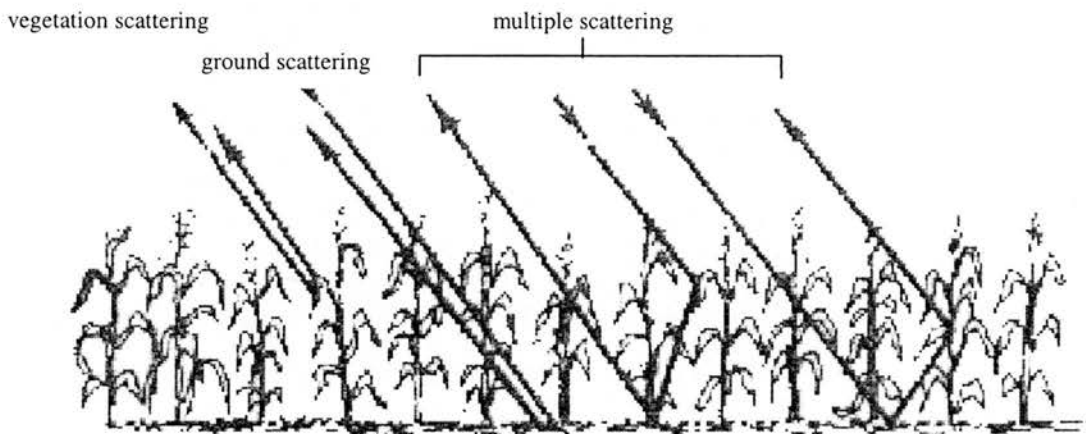 vegetation scattering
multiple scattering
ground scattering